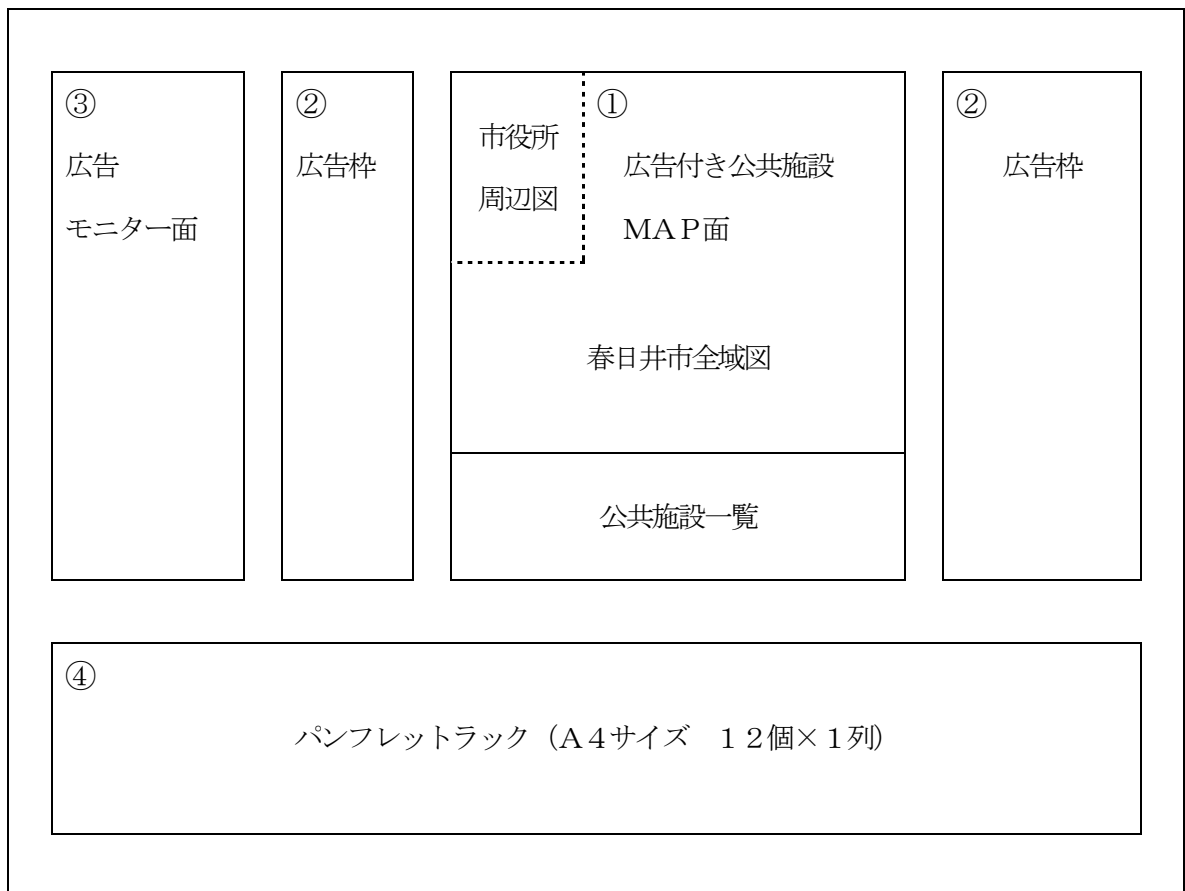 ③
広告
モニター面
②
広告枠
市役所
周辺図
①
広告付き公共施設
ＭＡＰ面
春日井市全域図
公共施設一覧
②
広告枠
④
パンフレットラック（Ａ４サイズ　１２個×１列）